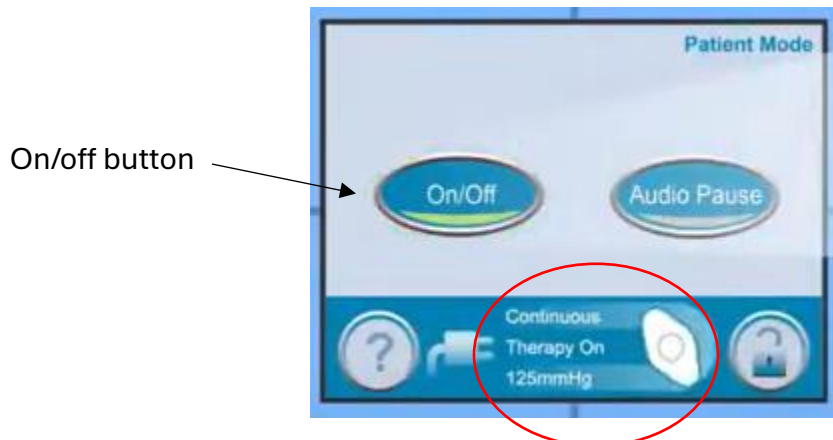 Patient Mode
On/off button
On/Off
Audio Pause
?
Continuous
Therapy On
125mmHg